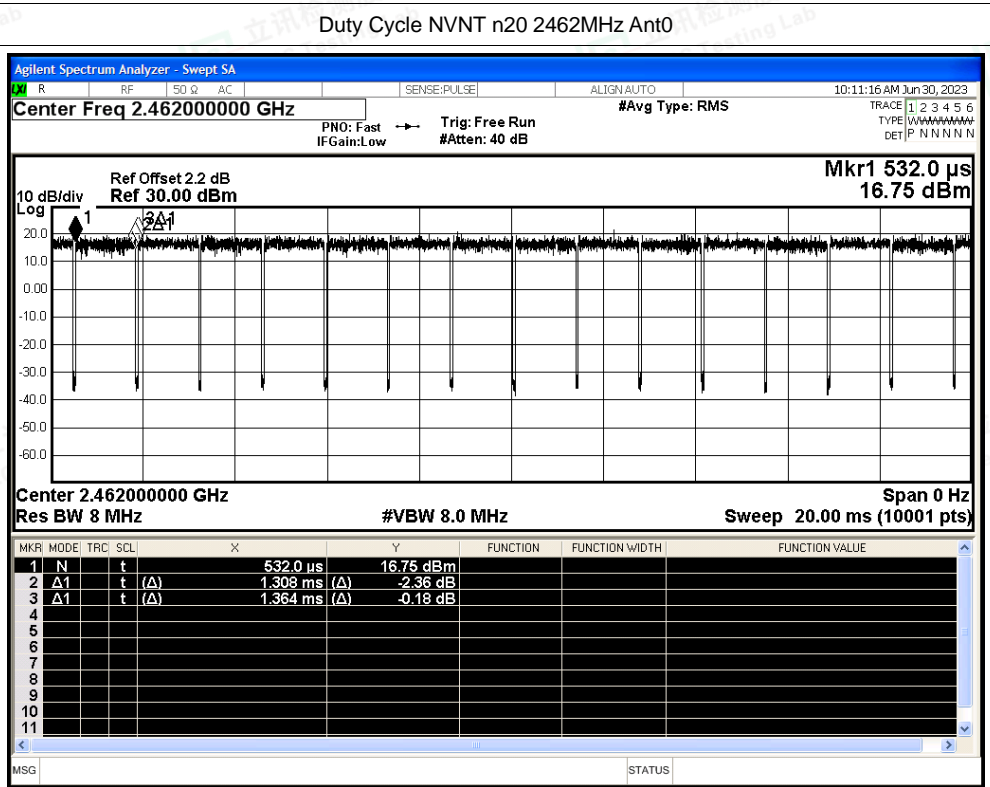 Duty Cycle NVNT n20 2462MHz Ant0
Agilent Spectrum Analyzer - Swept SA
LXI R RF 50 Ω AC SENSE:PULSE ALIGN AUTO 10:11:16 AM Jun 30, 2023
Center Freq 2.462000000 GHz #Avg Type: RMS TRACE 1 2 3 4 5 6
PNO: Fast Trig: Free Run TYPE
IFGain:Low #Atten: 40 dB DET P N N N N N
Mkr1 532.0 µs
Ref Offset 2.2 dB
10 dB/div Ref 30.00 dBm 16.75 dBm
Log
1 2Δ1 3Δ1
20.0
10.0
0.00
-10.0
-20.0
-30.0
-40.0
-50.0
-60.0
Center 2.462000000 GHz Span 0 Hz
Res BW 8 MHz #VBW 8.0 MHz Sweep 20.00 ms (10001 pts)
MKR MODE TRC SCL X Y FUNCTION FUNCTION WIDTH FUNCTION VALUE
1 N t 532.0 µs 16.75 dBm
2 Δ1 t (Δ) 1.308 ms (Δ) -2.36 dB
3 Δ1 t (Δ) 1.364 ms (Δ) -0.18 dB
4
5
6
7
8
9
10
11
MSG STATUS